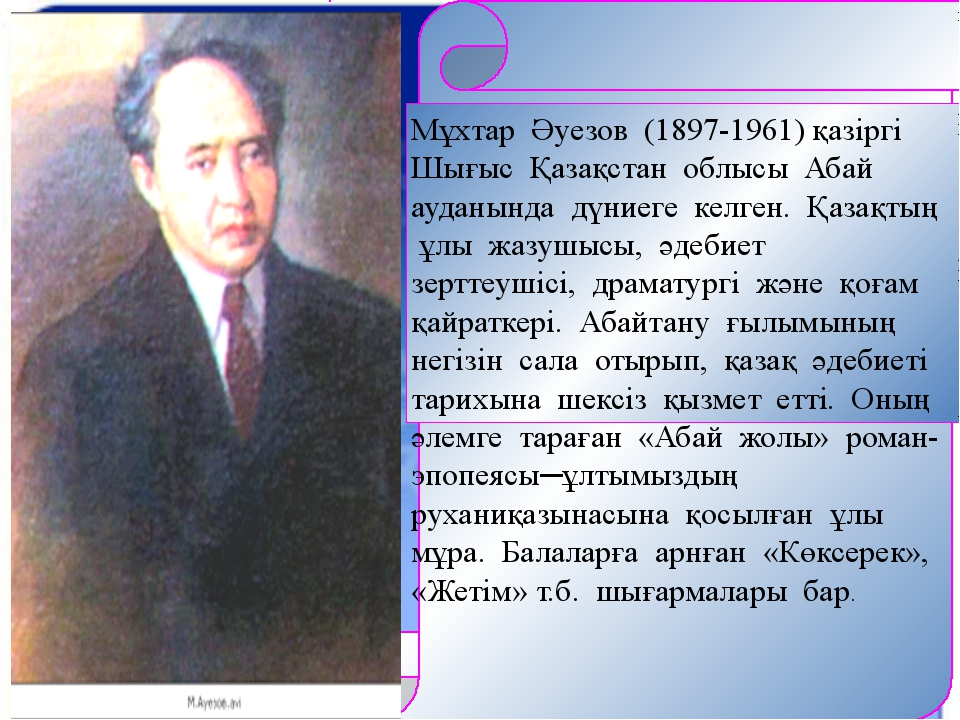 Мұхтар Әуезов (1897-1961) қазіргі
Шығыс Қазақстан облысы Абай
ауданында дүниеге келген. Қазақтың
ұлы жазушысы, әдебиет
зерттеушісі, драматургі және қоғам
қайраткері. Абайтану ғылымының
негізін сала отырып, қазақ әдебиеті
тарихына шексіз қызмет етті. Оның
әлемге тараған «Абай жолы» роман-
эпопеясы─ұлтымыздың
руханиқазынасына қосылған ұлы
мұра. Балаларға арнған «Көксерек»,
«Жетім» т.б. шығармалары бар.
М.Ауезов.avi